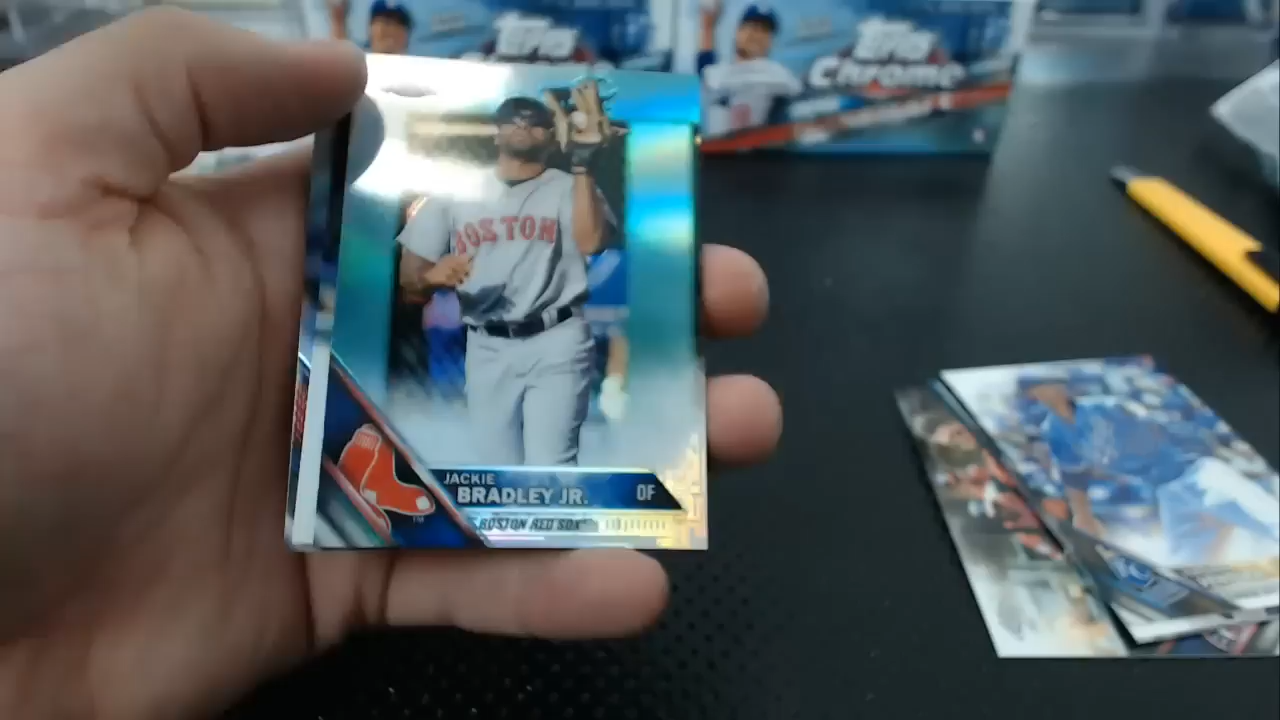 Topps
Topps
Chrome
BOSTON
JACKIE
BRADLEY JR. OF
BOSTON RED SOX